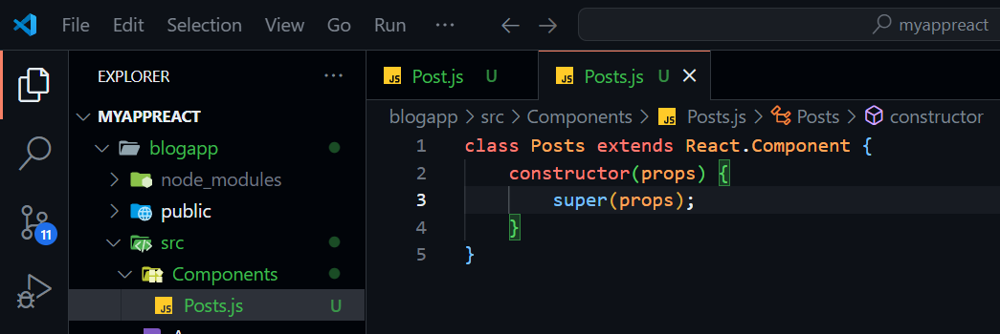 File Edit Selection View Go Run ··· myappreact
EXPLORER ···
MYAPPREACT
blogapp
node_modules
public
src
Components
JS Posts.js U
JS Post.js U JS Posts.js U
blogapp > src > Components > JS Posts.js > Posts > constructor
1 class Posts extends React.Component {
2 constructor(props) {
3 super(props);
4 }
5 }
11